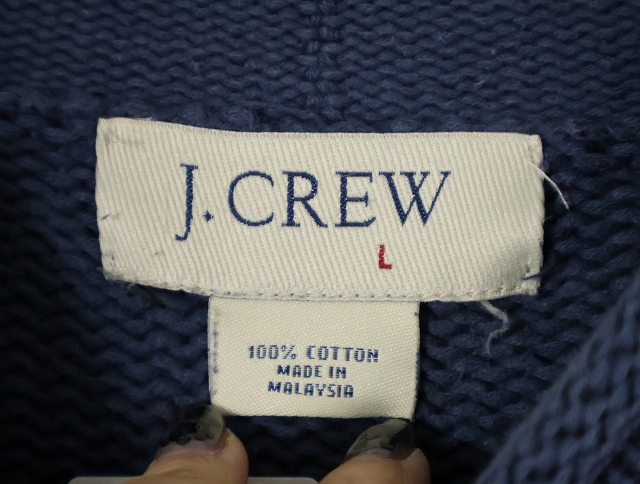 J.CREW
L
100% COTTON
MADE IN
MALAYSIA